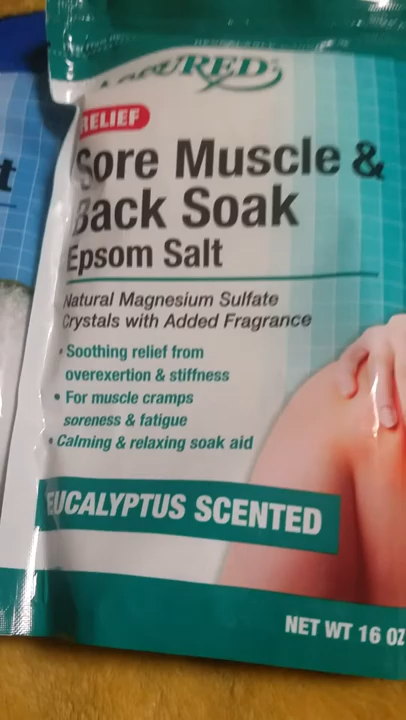 RELIEF
Sore Muscle &
Back Soak
Epsom Salt
Natural Magnesium Sulfate
Crystals with Added Fragrance
• Soothing relief from
overexertion & stiffness
• For muscle cramps
soreness & fatigue
• Calming & relaxing soak aid
EUCALYPTUS SCENTED
NET WT 16 OZ